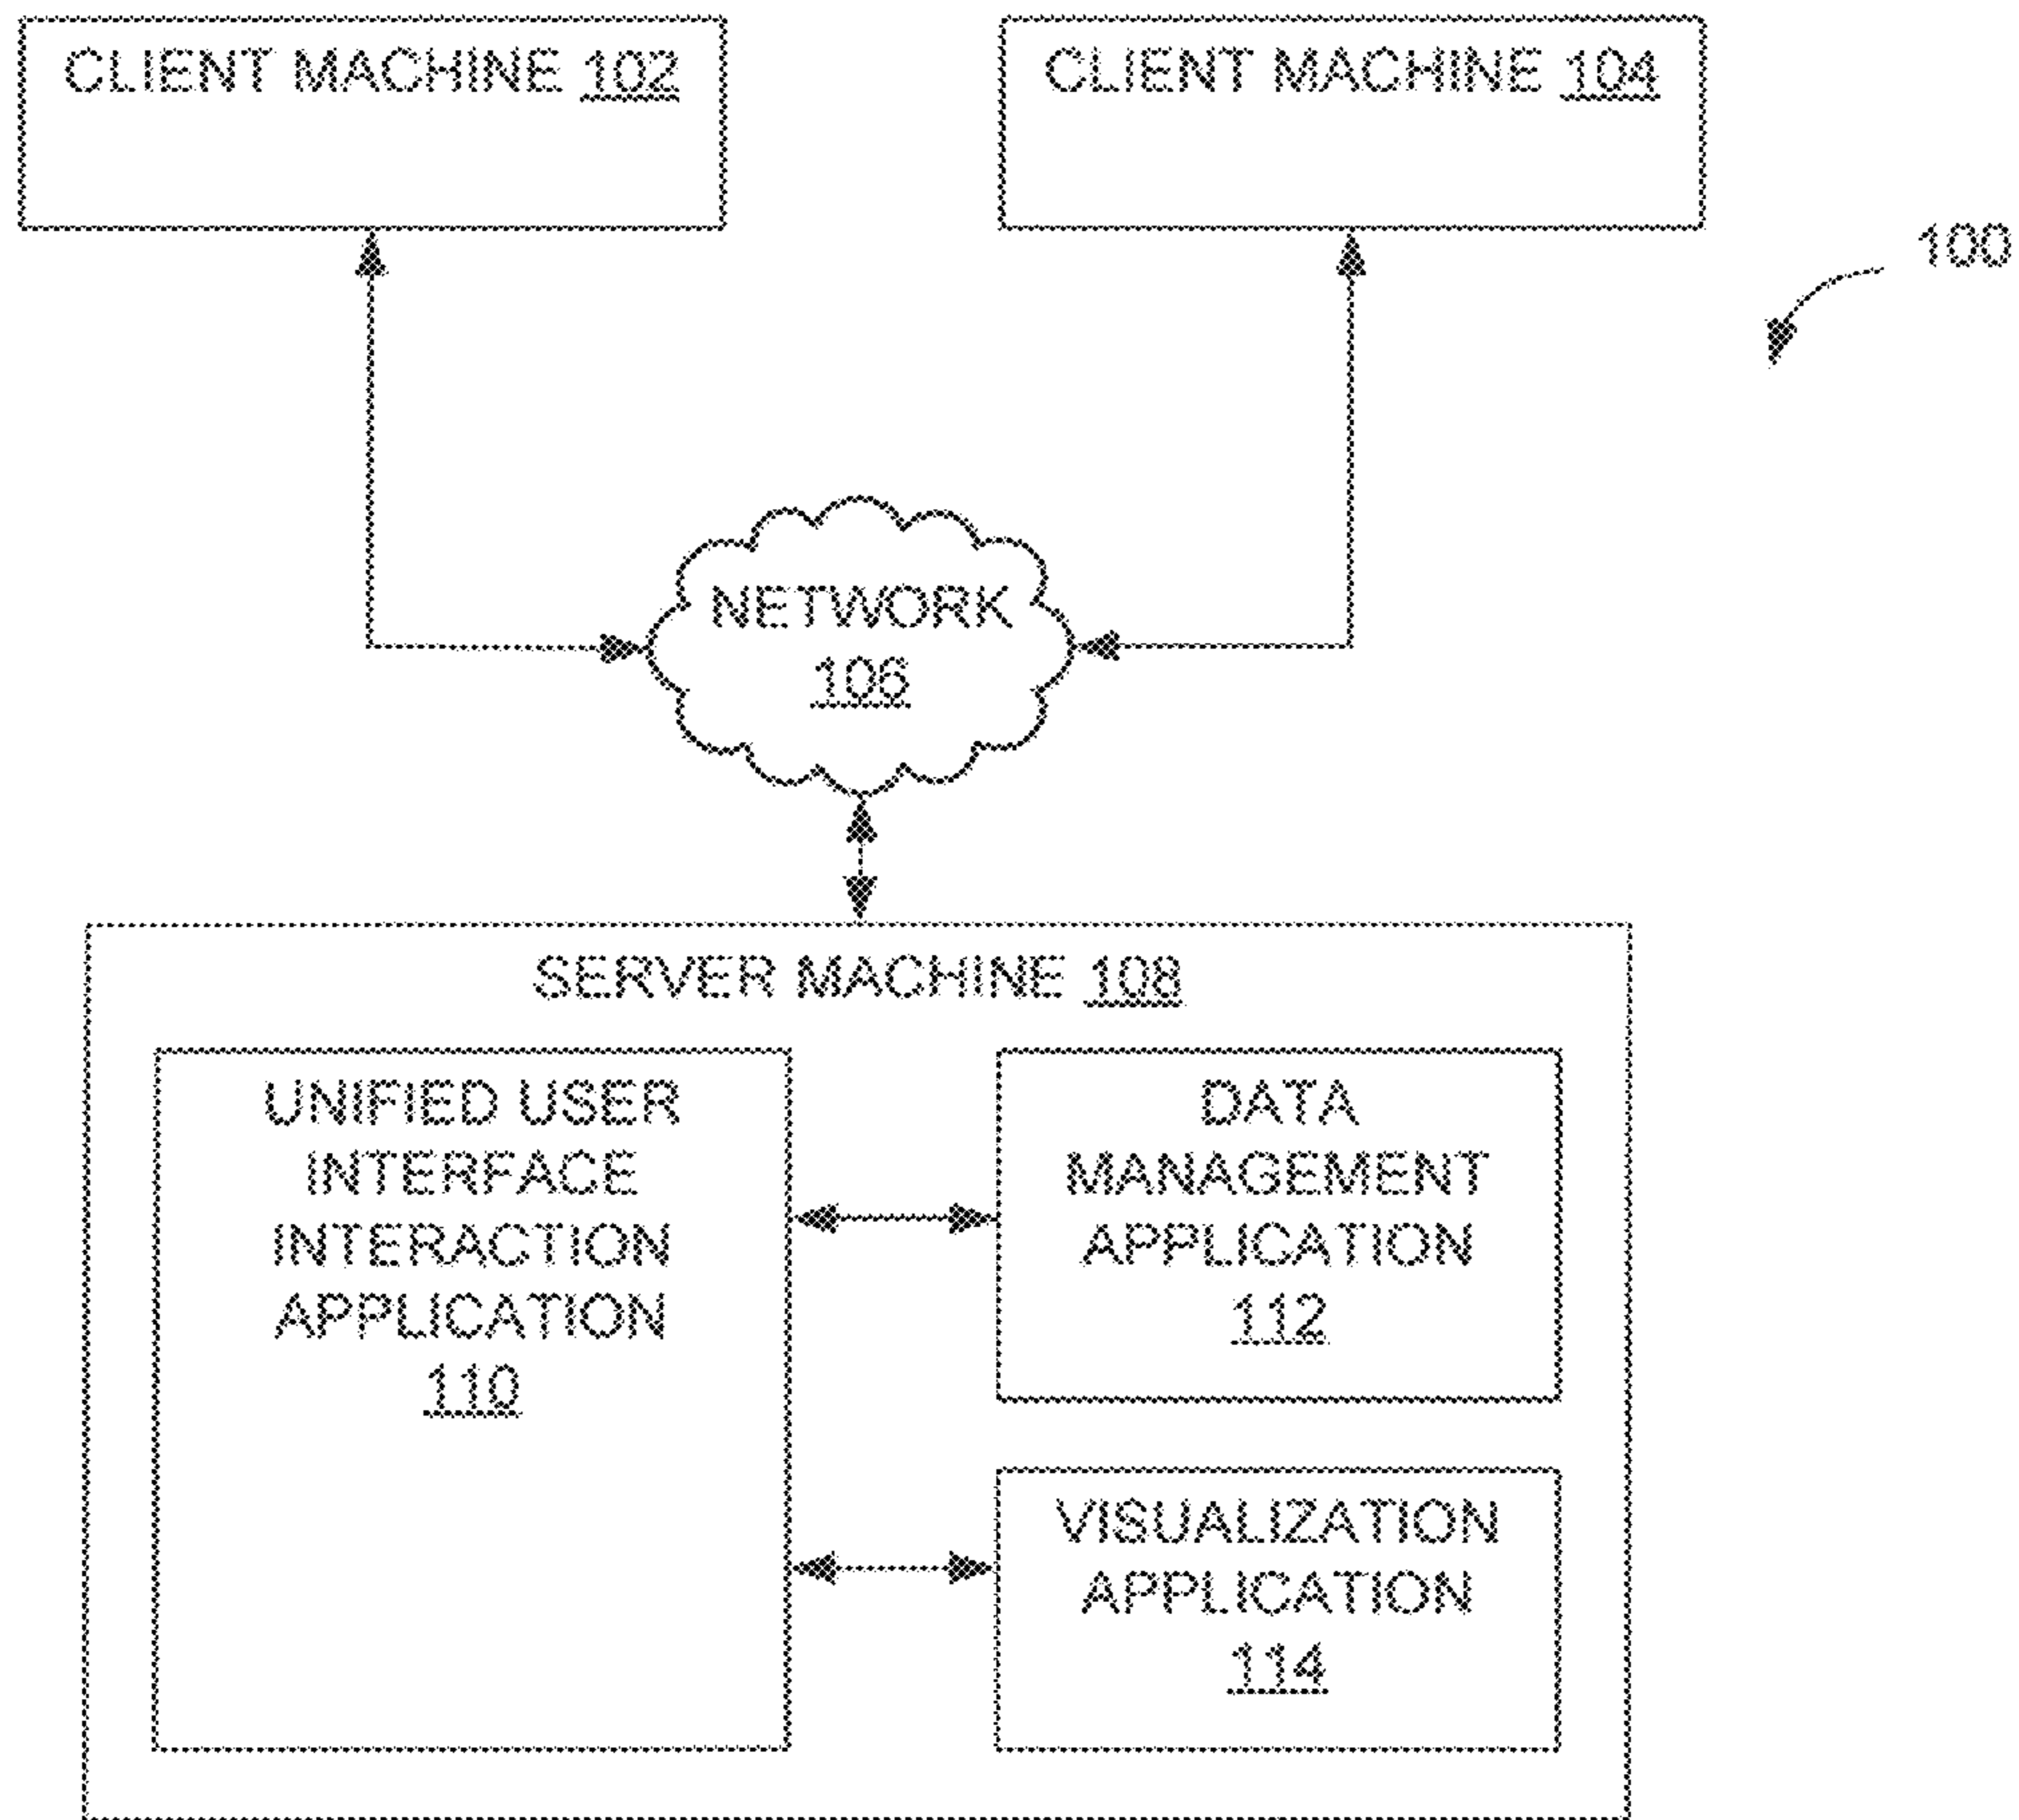 CLIENT MACHINE 102
CLIENT MACHINE 104
100
NETWORK
106
SERVER MACHINE 108
UNIFIED USER
INTERFACE
INTERACTION
APPLICATION
110
DATA
MANAGEMENT
APPLICATION
112
VISUALIZATION
APPLICATION
114